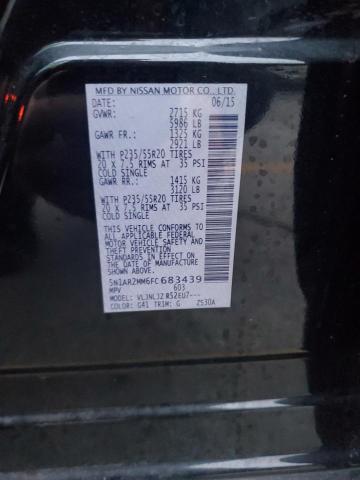 MFD BY NISSAN MOTOR CO., LTD.
DATE: 06/15
GVWR: 2715 KG
5986 LB
GAWR FR.: 1325 KG
2921 LB
WITH P235/55R20 TIRES
20 X 7.5 RIMS AT 35 PSI
COLD SINGLE
GAWR RR.: 1415 KG
3120 LB
WITH P235/55R20 TIRES
20 X 7.5 RIMS AT 35 PSI
COLD SINGLE
THIS VEHICLE CONFORMS TO ALL
APPLICABLE FEDERAL
MOTOR VEHICLE SAFETY
STANDARDS IN EFFECT ON THE
DATE OF MANUFACTURE
SHOWN ABOVE.
5N1AR2MM6FC683439
MPV 603
MODEL: VLJNLJZ R52EU7---
COLOR: G41 TRIM: G Z530A